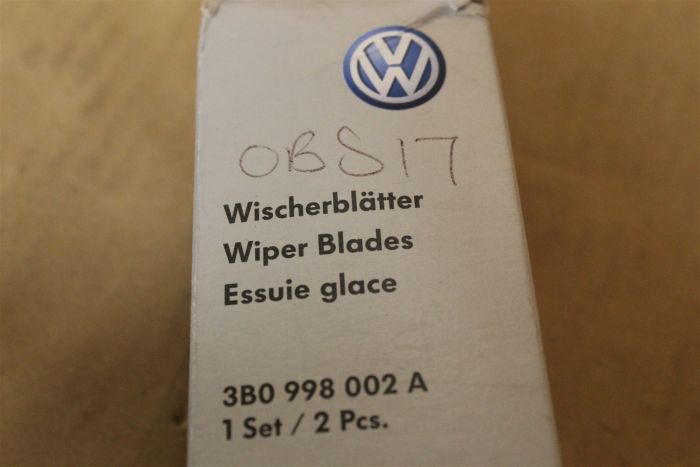 VW
OBS17
Wischerblätter
Wiper Blades
Essuie glace
3B0 998 002 A
1 Set / 2 Pcs.